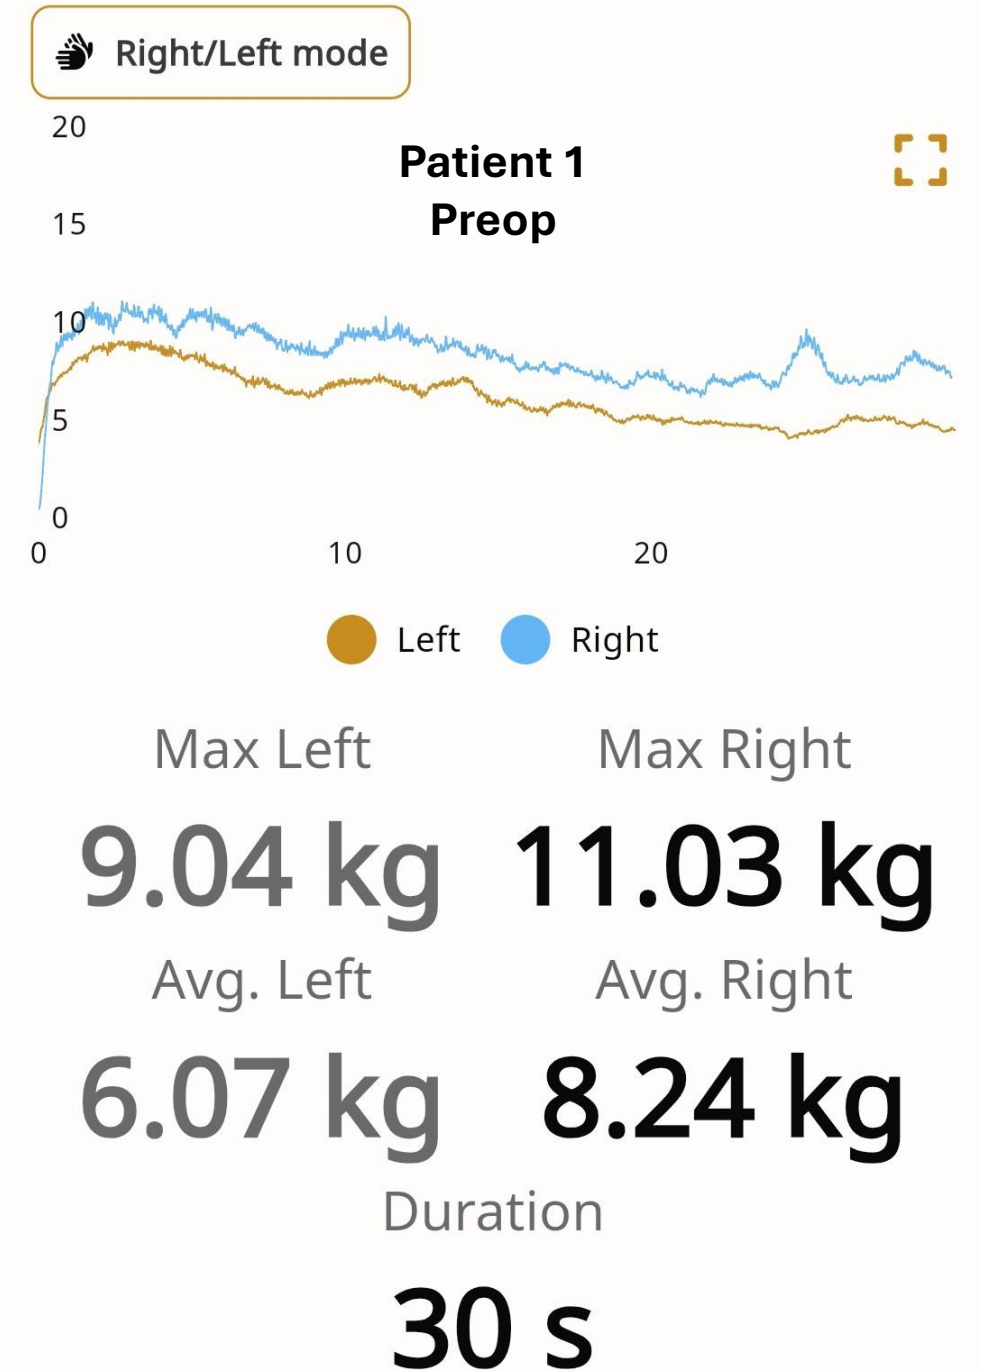 Right/Left mode
20
Patient 1
Preop
15
10
5
0
0 10 20
Left Right
Max Left Max Right
9.04 kg 11.03 kg
Avg. Left Avg. Right
6.07 kg 8.24 kg
Duration
30 s